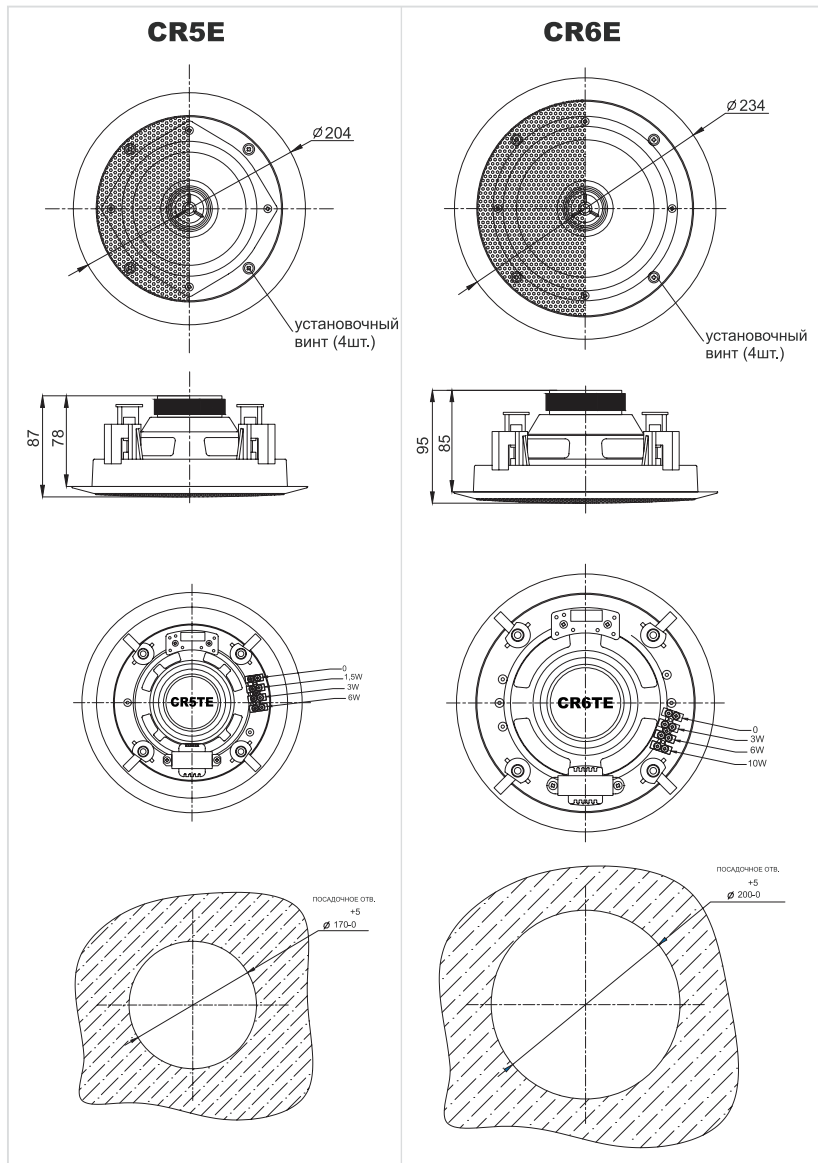 CR5E
Ø 204
установочный
винт (4шт.)
87
78
CR5TE
0
1,5W
3W
6W
ПОСАДОЧНОЕ ОТВ.
+5
Ø 170-0
CR6E
Ø 234
установочный
винт (4шт.)
95
85
CR6TE
0
3W
6W
10W
ПОСАДОЧНОЕ ОТВ.
+5
Ø 200-0